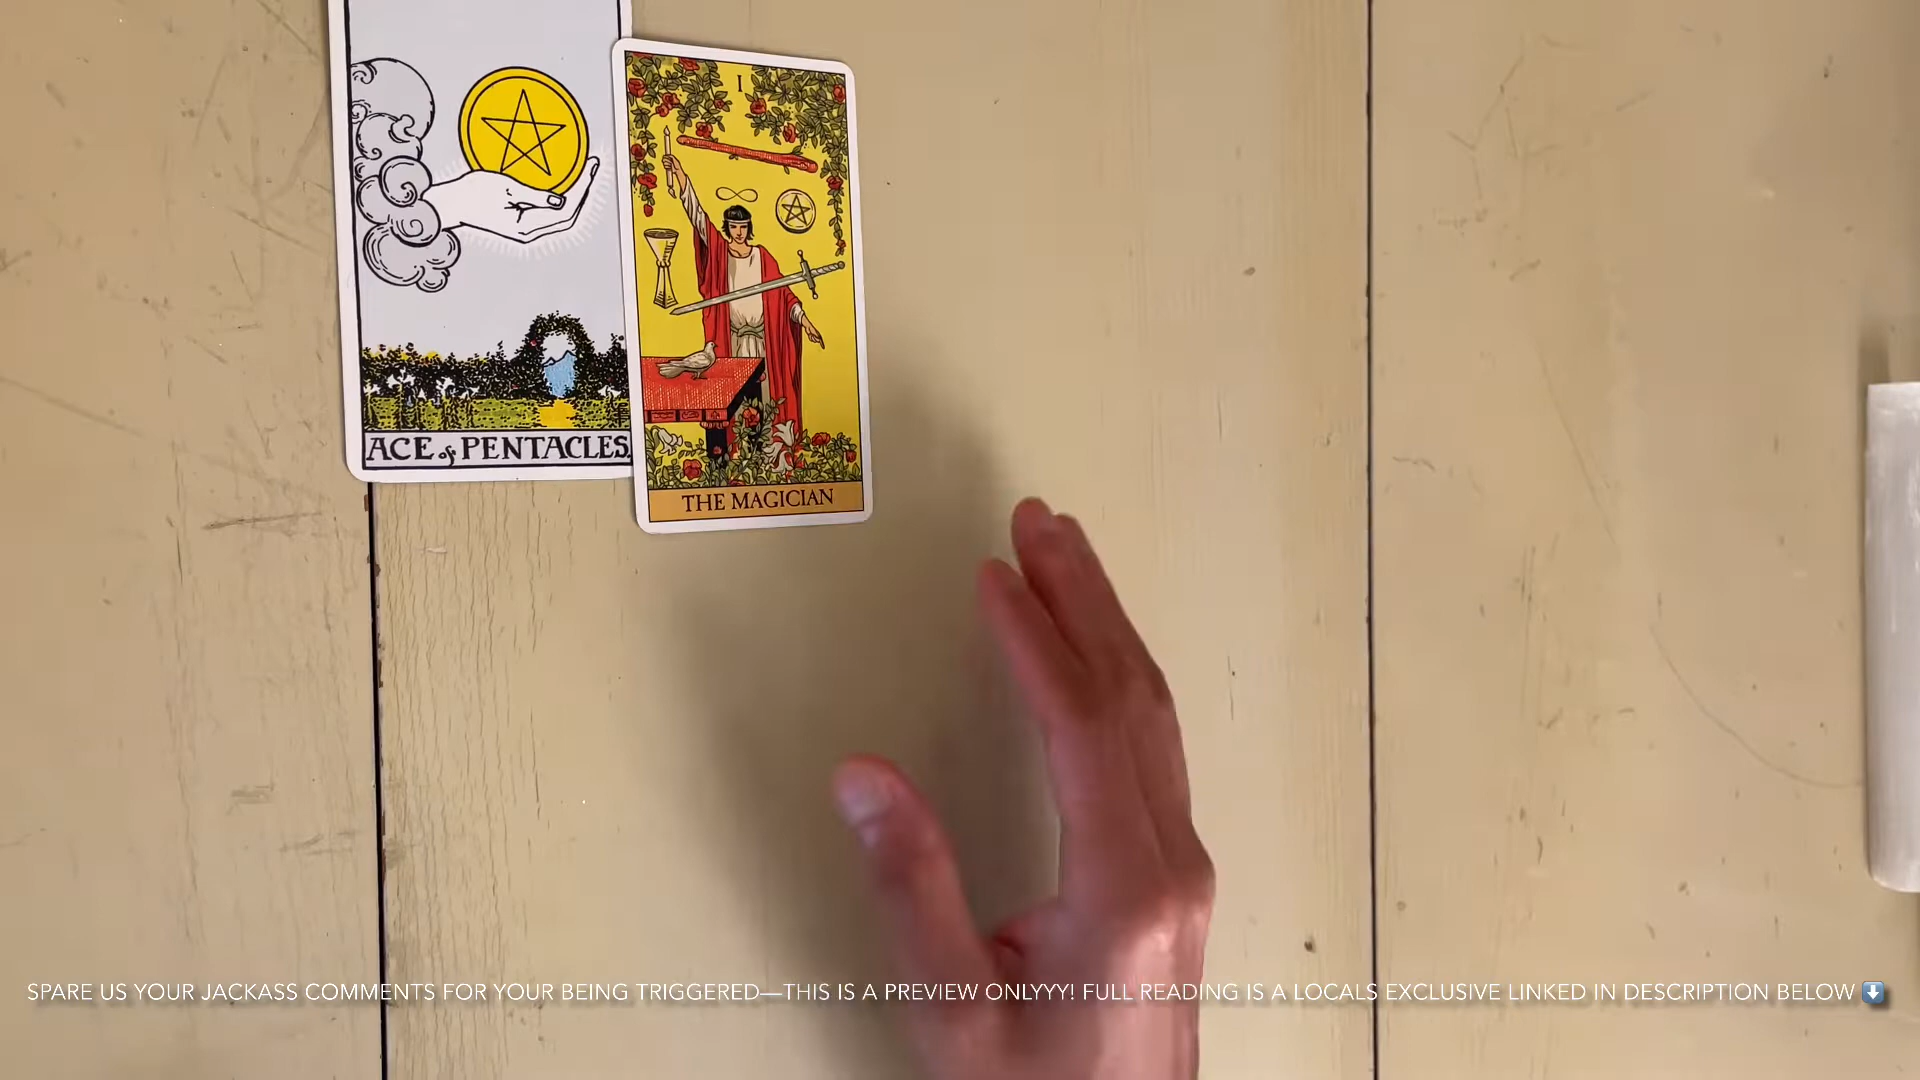 I
ACE of PENTACLES.
THE MAGICIAN
SPARE US YOUR JACKASS COMMENTS FOR YOUR BEING TRIGGERED—THIS IS A PREVIEW ONLYYY! FULL READING IS A LOCALS EXCLUSIVE LINKED IN DESCRIPTION BELOW ⬇️